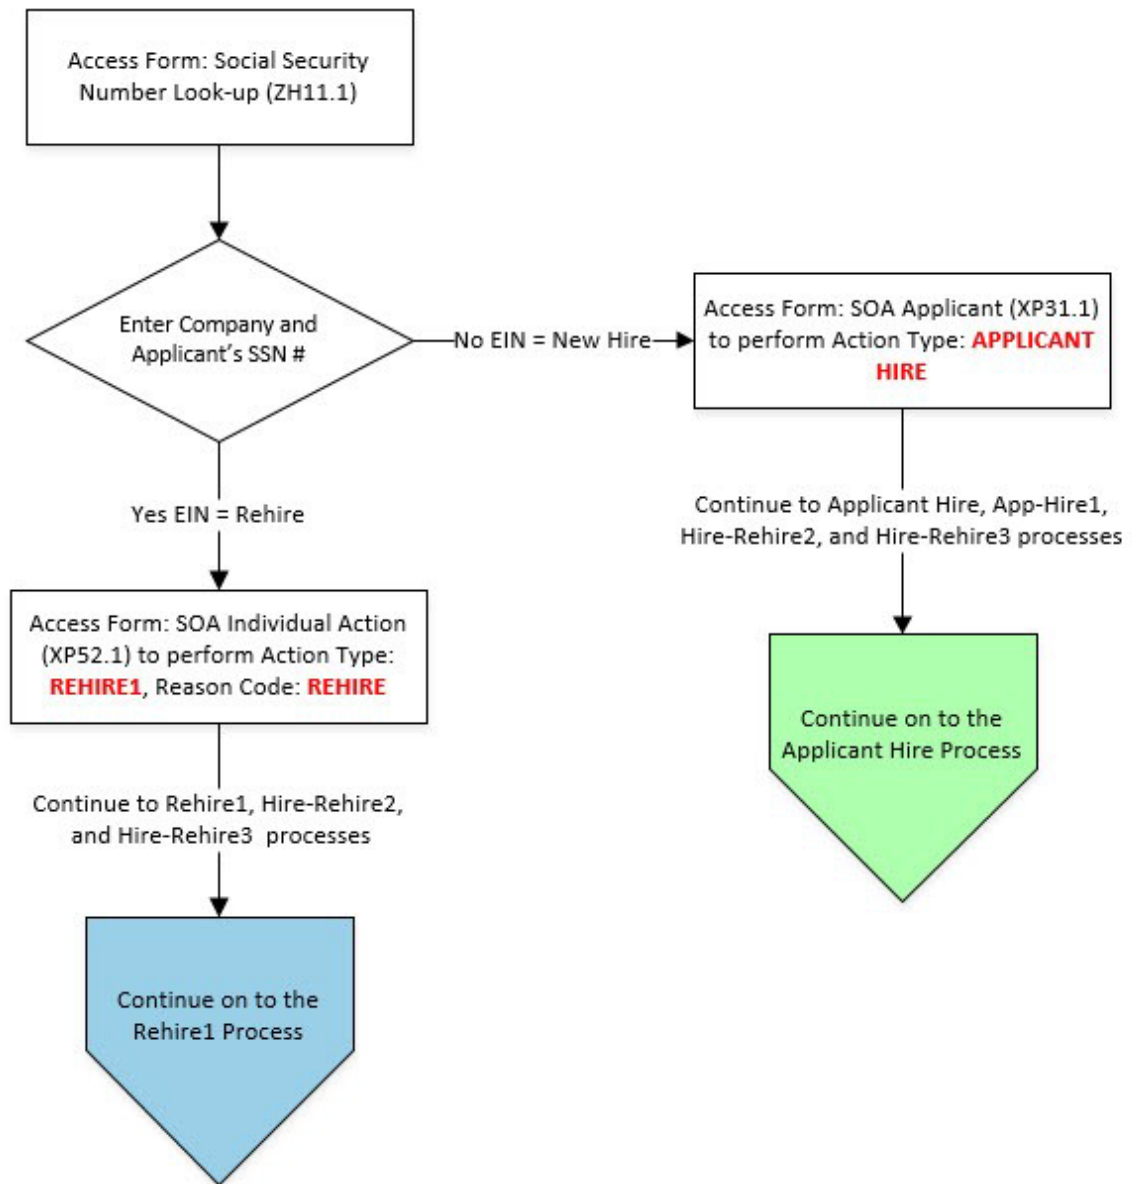 Access Form: Social Security
Number Look-up (ZH11.1)
Enter Company and
Applicant's SSN #
No EIN = New Hire
Access Form: SOA Applicant (XP31.1)
to perform Action Type: APPLICANT
HIRE
Yes EIN = Rehire
Continue to Applicant Hire, App-Hire1,
Hire-Rehire2, and Hire-Rehire3 processes
Access Form: SOA Individual Action
(XP52.1) to perform Action Type:
REHIRE1, Reason Code: REHIRE
Continue on to the
Applicant Hire Process
Continue to Rehire1, Hire-Rehire2,
and Hire-Rehire3 processes
Continue on to the
Rehire1 Process